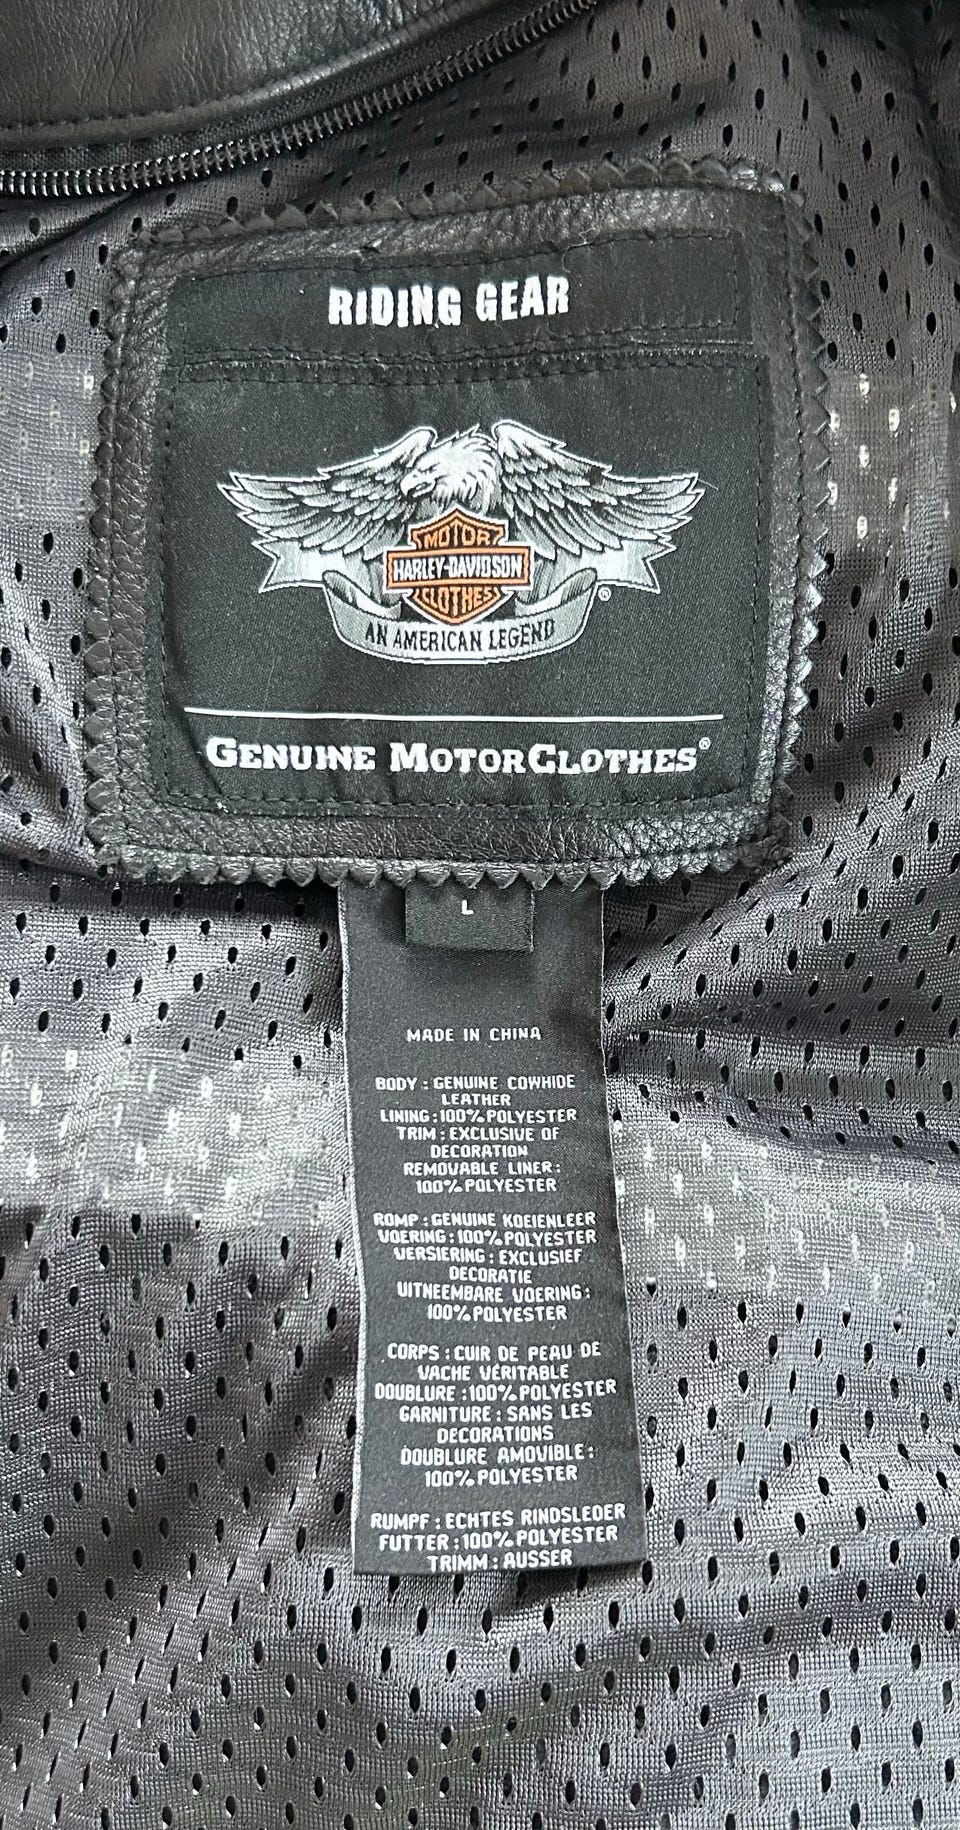 RIDING GEAR
MOTOR
HARLEY-DAVIDSON
CLOTHES
®
AN AMERICAN LEGEND
GENUINE MOTORCLOTHES®
L
MADE IN CHINA
BODY : GENUINE COWHIDE
LEATHER
LINING : 100% POLYESTER
TRIM : EXCLUSIVE OF
DECORATION
REMOVABLE LINER :
100% POLYESTER
ROMP : GENUINE KOEIENLEER
VOERING : 100% POLYESTER
VERSIERING : EXCLUSIEF
DECORATIE
UITNEEMBARE VOERING :
100% POLYESTER
CORPS : CUIR DE PEAU DE
VACHE VÉRITABLE
DOUBLURE : 100% POLYESTER
GARNITURE : SANS LES
DECORATIONS
DOUBLURE AMOVIBLE :
100% POLYESTER
RUMPF : ECHTES RINDSLEDER
FUTTER : 100% POLYESTER
TRIMM : AUSSER